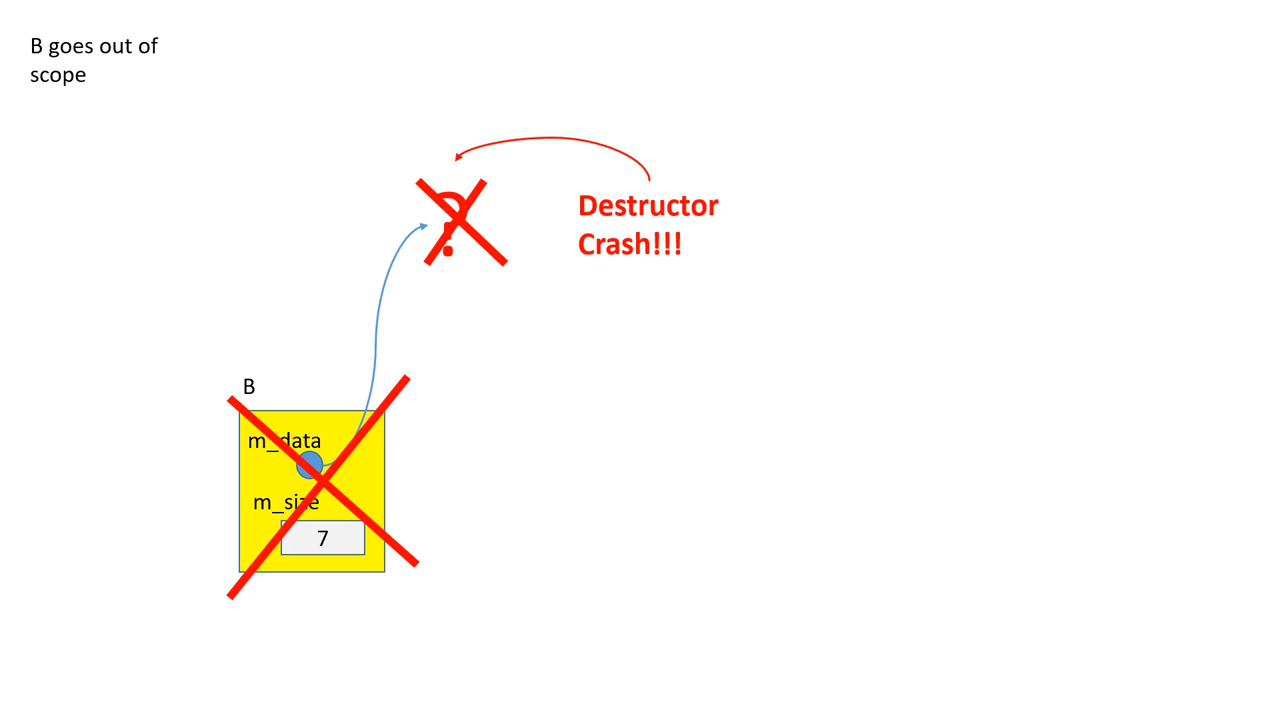 B goes out of
scope
?
Destructor
Crash!!!
B
m_data
m_size
7